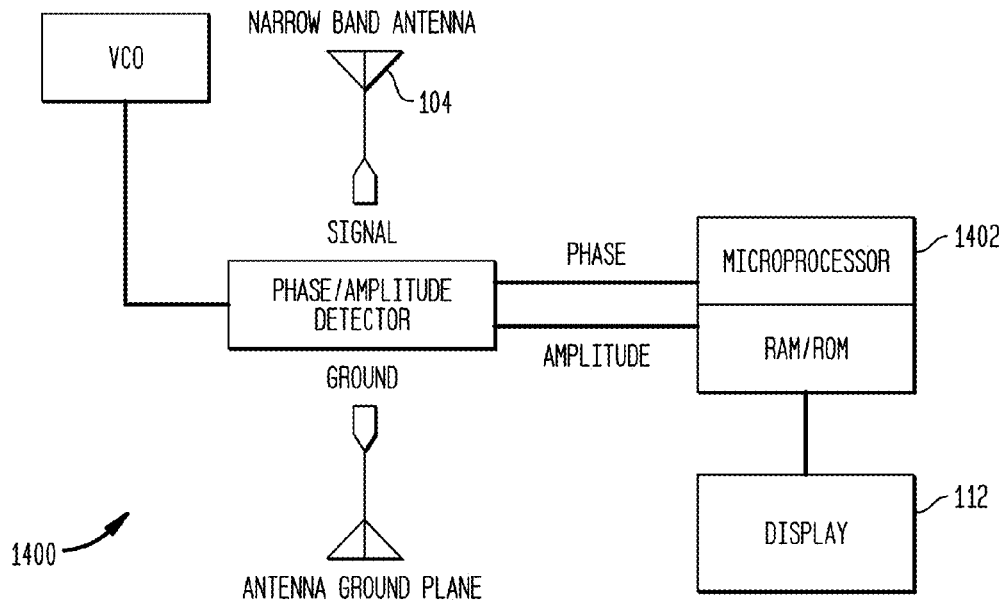 NARROW BAND ANTENNA
VCO
104
SIGNAL
PHASE
MICROPROCESSOR
1402
PHASE/AMPLITUDE
DETECTOR
AMPLITUDE
RAM/ROM
GROUND
DISPLAY
112
1400
ANTENNA GROUND PLANE